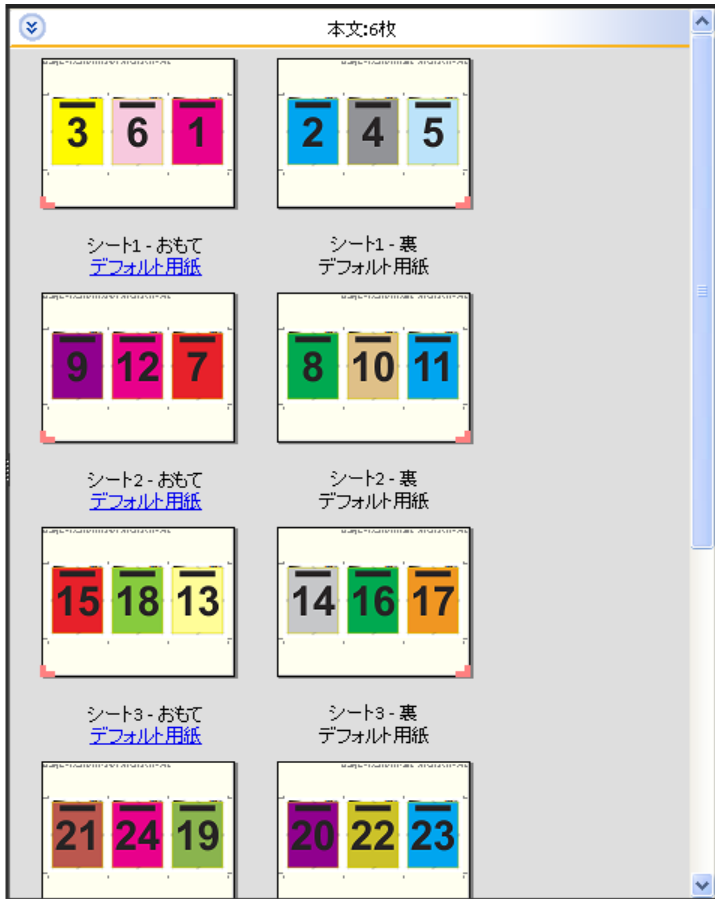 本文:6枚
3 6 1
2 4 5
シート1 - おもて
デフォルト用紙
シート1 - 裏
デフォルト用紙
9 12 7
8 10 11
シート2 - おもて
デフォルト用紙
シート2 - 裏
デフォルト用紙
15 18 13
14 16 17
シート3 - おもて
デフォルト用紙
シート3 - 裏
デフォルト用紙
21 24 19
20 22 23